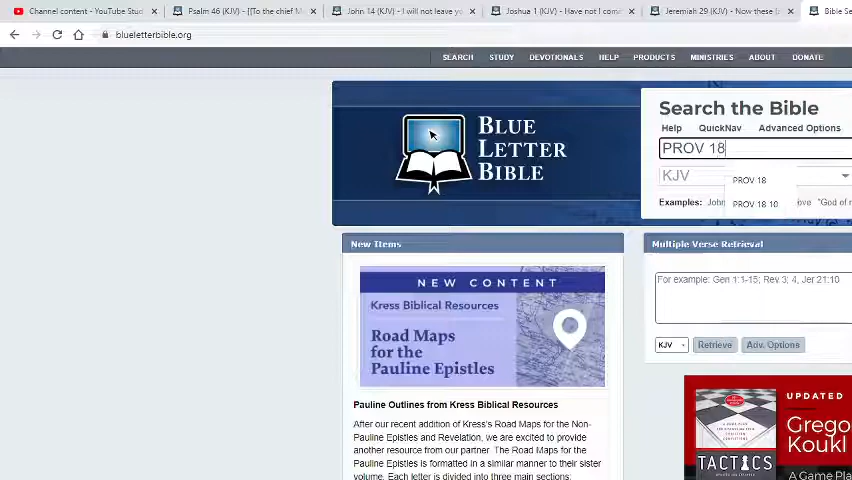 Channel content - YouTube Stud
Psalm 46 (KJV) - [[To the chief M
John 14 (KJV) - I will not leave yo
Joshua 1 (KJV) - Have not I com
Jeremiah 29 (KJV) - Now these [
Bible Se
blueletterbible.org
SEARCH STUDY DEVOTIONALS HELP PRODUCTS MINISTRIES ABOUT DONATE
BLUE
LETTER
BIBLE
Search the Bible
Help QuickNav Advanced Options
PROV 18
KJV
PROV 18
PROV 18 10
Examples: John
ove "God of m
New Items
NEW CONTENT
Kress Biblical Resources
Road Maps
for the
Pauline Epistles
Pauline Outlines from Kress Biblical Resources
After our recent addition of Kress's Road Maps for the Non-
Pauline Epistles and Revelation, we are excited to provide
another resource from our partner. The Road Maps for the
Pauline Epistles is formatted in a similar manner to their sister
volume. Each letter is divided into three main sections:
Multiple Verse Retrieval
For example: Gen 1:1-15; Rev 3; 4, Jer 21:10
KJV Retrieve Adv. Options
UPDATED
Grego
Koukl
TACTICS
A Game Pla